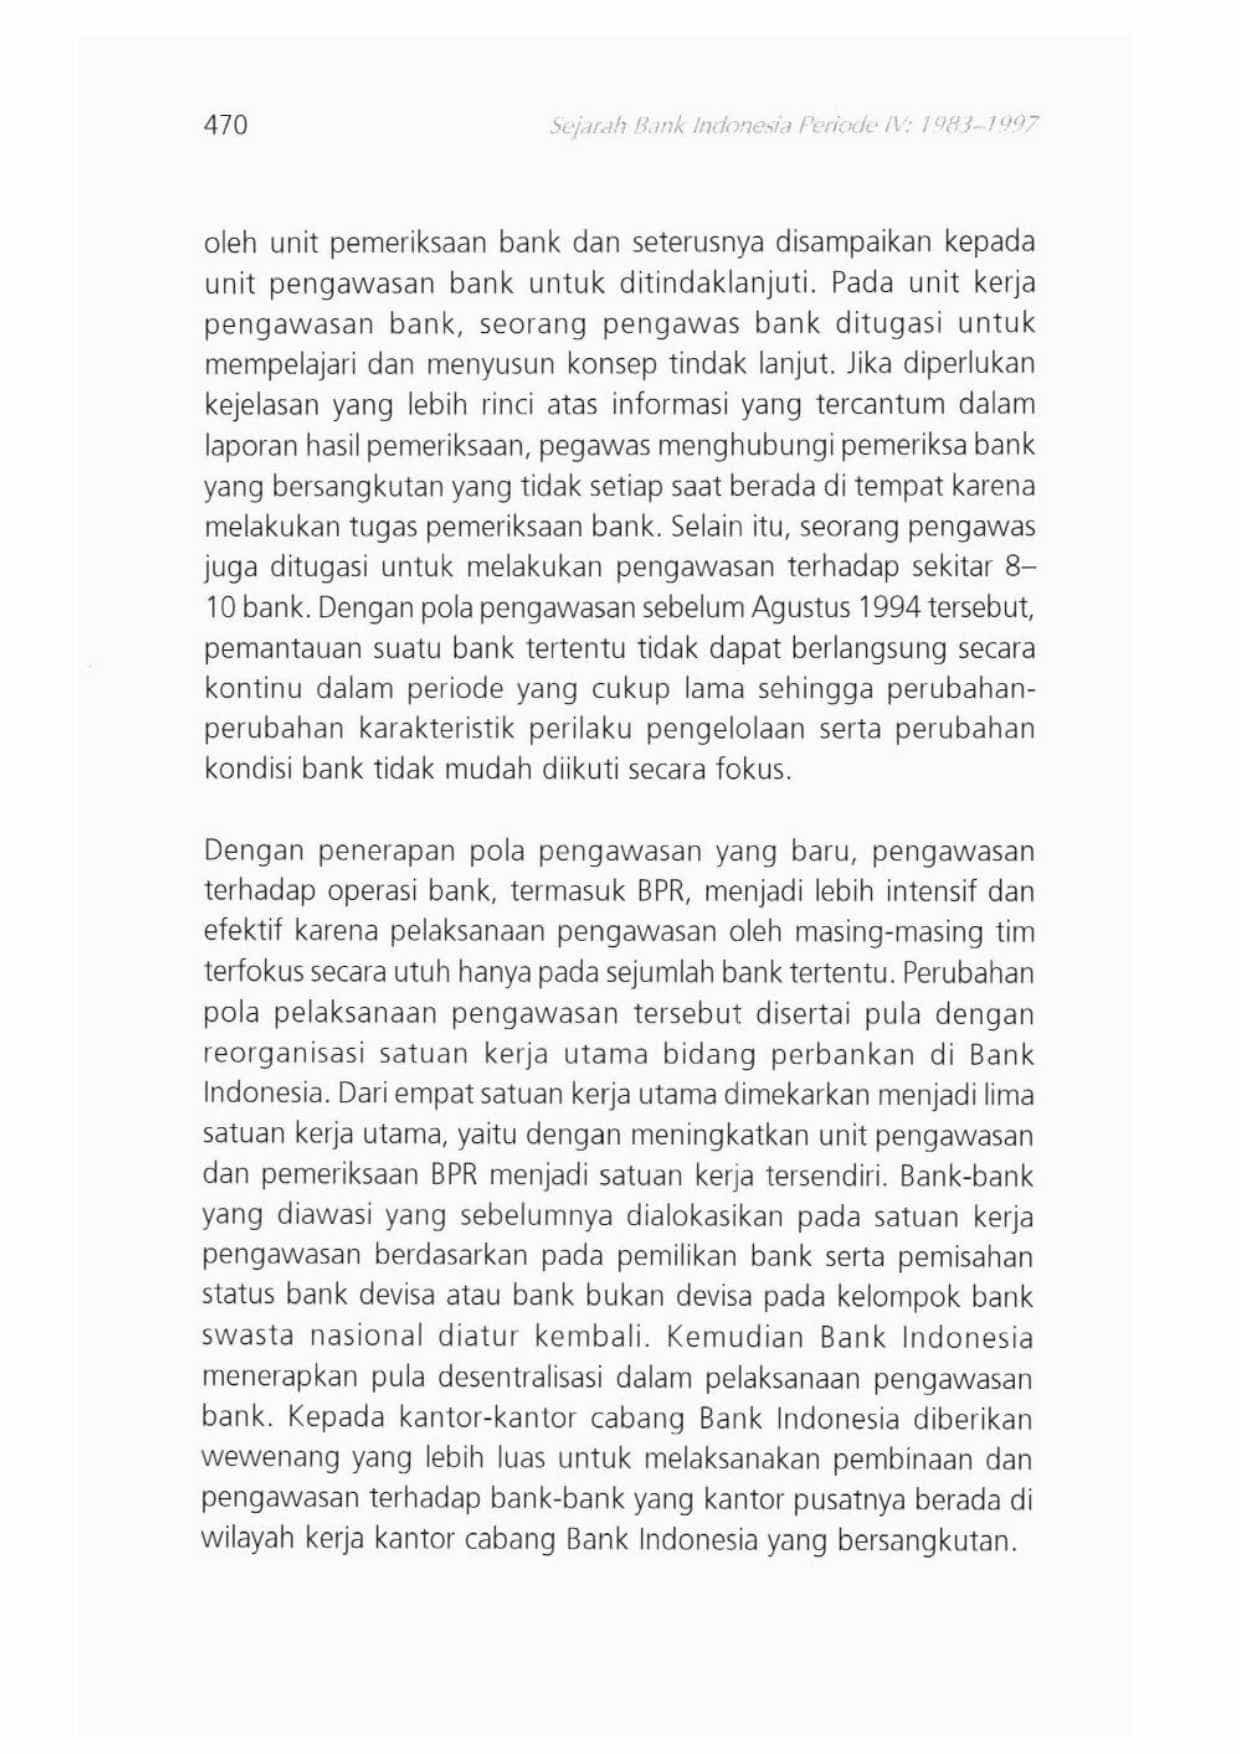 470
Sejarah Bank Indonesia Periode IV: 1983–1997
oleh unit pemeriksaan bank dan seterusnya disampaikan kepada
unit pengawasan bank untuk ditindaklanjuti. Pada unit kerja
pengawasan bank, seorang pengawas bank ditugasi untuk
mempelajari dan menyusun konsep tindak lanjut. Jika diperlukan
kejelasan yang lebih rinci atas informasi yang tercantum dalam
laporan hasil pemeriksaan, pegawas menghubungi pemeriksa bank
yang bersangkutan yang tidak setiap saat berada di tempat karena
melakukan tugas pemeriksaan bank. Selain itu, seorang pengawas
juga ditugasi untuk melakukan pengawasan terhadap sekitar 8–
10 bank. Dengan pola pengawasan sebelum Agustus 1994 tersebut,
pemantauan suatu bank tertentu tidak dapat berlangsung secara
kontinu dalam periode yang cukup lama sehingga perubahan-
perubahan karakteristik perilaku pengelolaan serta perubahan
kondisi bank tidak mudah diikuti secara fokus.
Dengan penerapan pola pengawasan yang baru, pengawasan
terhadap operasi bank, termasuk BPR, menjadi lebih intensif dan
efektif karena pelaksanaan pengawasan oleh masing-masing tim
terfokus secara utuh hanya pada sejumlah bank tertentu. Perubahan
pola pelaksanaan pengawasan tersebut disertai pula dengan
reorganisasi satuan kerja utama bidang perbankan di Bank
Indonesia. Dari empat satuan kerja utama dimekarkan menjadi lima
satuan kerja utama, yaitu dengan meningkatkan unit pengawasan
dan pemeriksaan BPR menjadi satuan kerja tersendiri. Bank-bank
yang diawasi yang sebelumnya dialokasikan pada satuan kerja
pengawasan berdasarkan pada pemilikan bank serta pemisahan
status bank devisa atau bank bukan devisa pada kelompok bank
swasta nasional diatur kembali. Kemudian Bank Indonesia
menerapkan pula desentralisasi dalam pelaksanaan pengawasan
bank. Kepada kantor-kantor cabang Bank Indonesia diberikan
wewenang yang lebih luas untuk melaksanakan pembinaan dan
pengawasan terhadap bank-bank yang kantor pusatnya berada di
wilayah kerja kantor cabang Bank Indonesia yang bersangkutan.